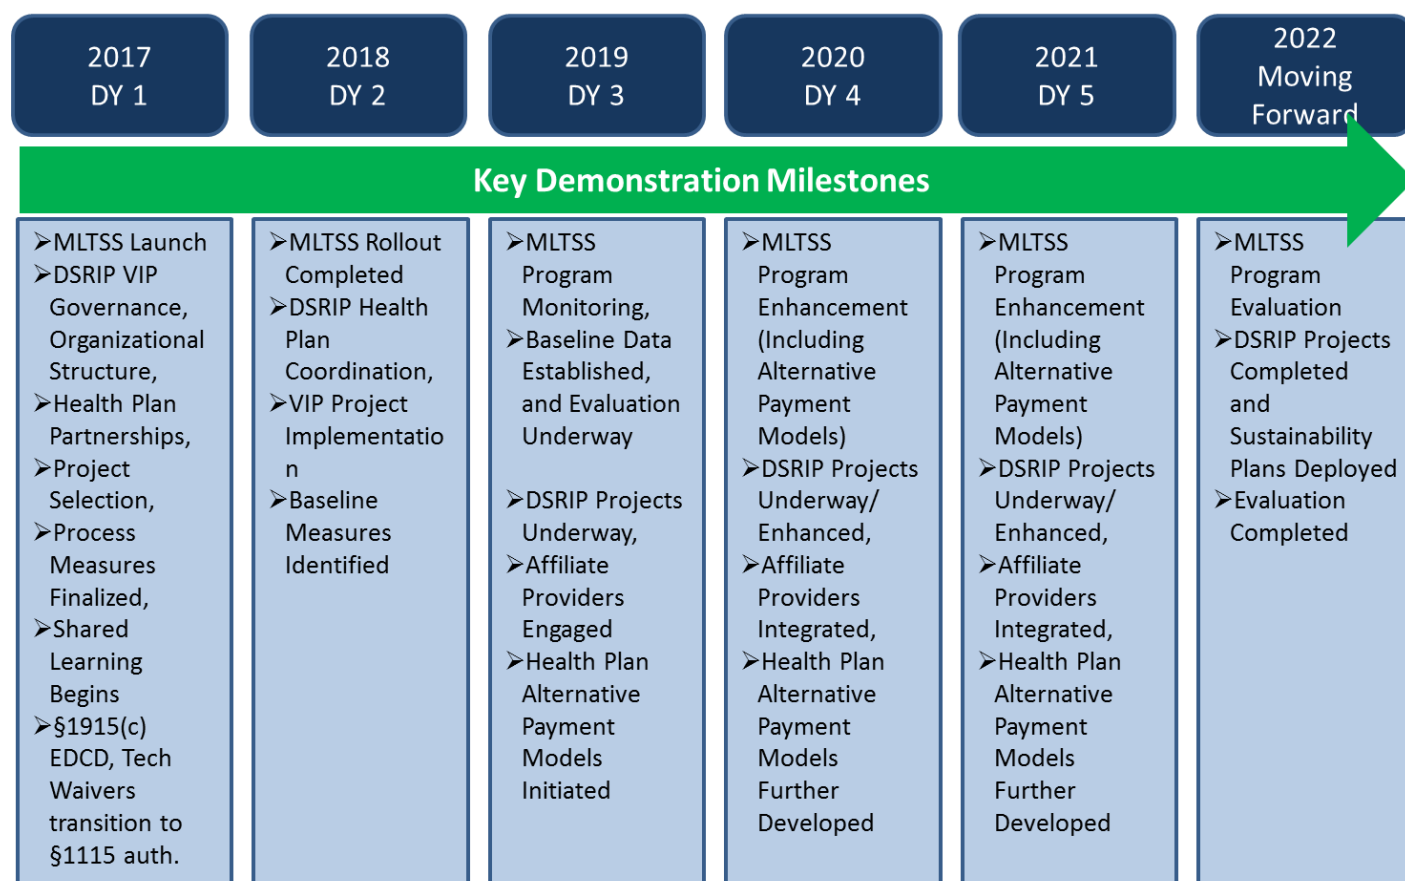 2017
DY 1
2018
DY 2
2019
DY 3
2020
DY 4
2021
DY 5
2022
Moving
Forward
Key Demonstration Milestones
➢MLTSS Launch
➢DSRIP VIP
Governance,
Organizational
Structure,
➢Health Plan
Partnerships,
➢Project
Selection,
➢Process
Measures
Finalized,
➢Shared
Learning
Begins
➢§1915(c)
EDCD, Tech
Waivers
transition to
§1115 auth.
➢MLTSS Rollout
Completed
➢DSRIP Health
Plan
Coordination,
➢VIP Project
Implementatio
n
➢Baseline
Measures
Identified
➢MLTSS
Program
Monitoring,
➢Baseline Data
Established,
and Evaluation
Underway
➢DSRIP Projects
Underway,
➢Affiliate
Providers
Engaged
➢Health Plan
Alternative
Payment
Models
Initiated
➢MLTSS
Program
Enhancement
(Including
Alternative
Payment
Models)
➢DSRIP Projects
Underway/
Enhanced,
➢Affiliate
Providers
Integrated,
➢Health Plan
Alternative
Payment
Models
Further
Developed
➢MLTSS
Program
Enhancement
(Including
Alternative
Payment
Models)
➢DSRIP Projects
Underway/
Enhanced,
➢Affiliate
Providers
Integrated,
➢Health Plan
Alternative
Payment
Models
Further
Developed
➢MLTSS
Program
Evaluation
➢DSRIP Projects
Completed
and
Sustainability
Plans Deployed
➢Evaluation
Completed